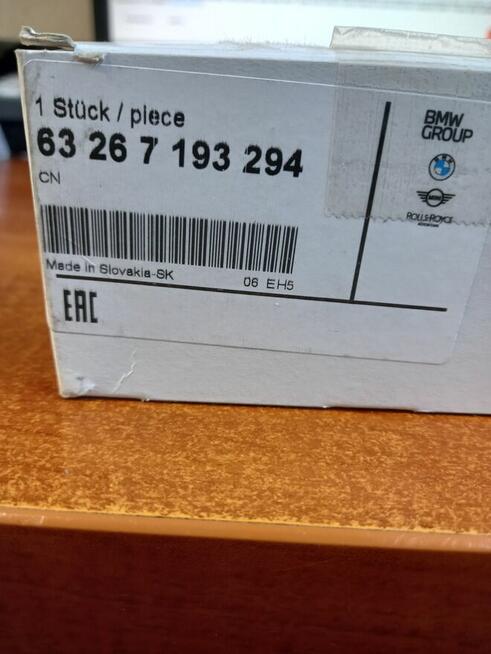 1 Stück / piece
63 26 7 193 294
CN
Made in Slovakia-SK 06 EH5
EAC
BMW
GROUP
MINI
ROLLS-ROYCE